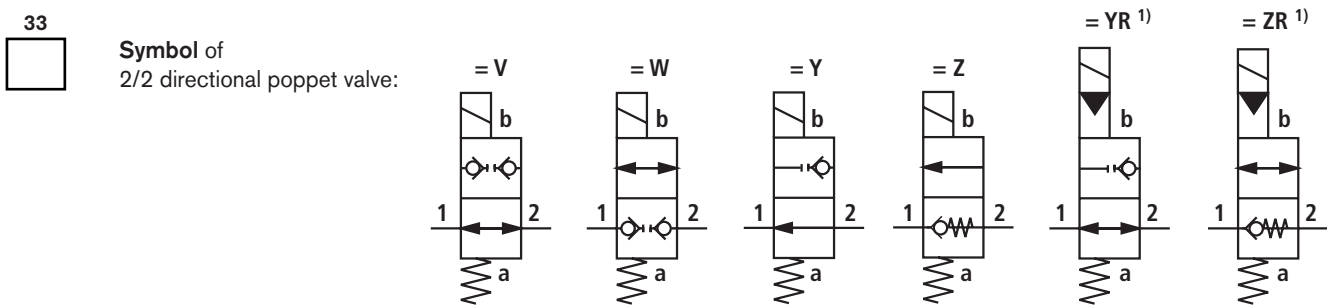 33
Symbol of
2/2 directional poppet valve:
= V
= W
= Y
= Z
= YR 1)
= ZR 1)
b
b
b
b
b
b
1 2
1 2
1 2
1 2
1 2
1 2
a
a
a
a
a
a